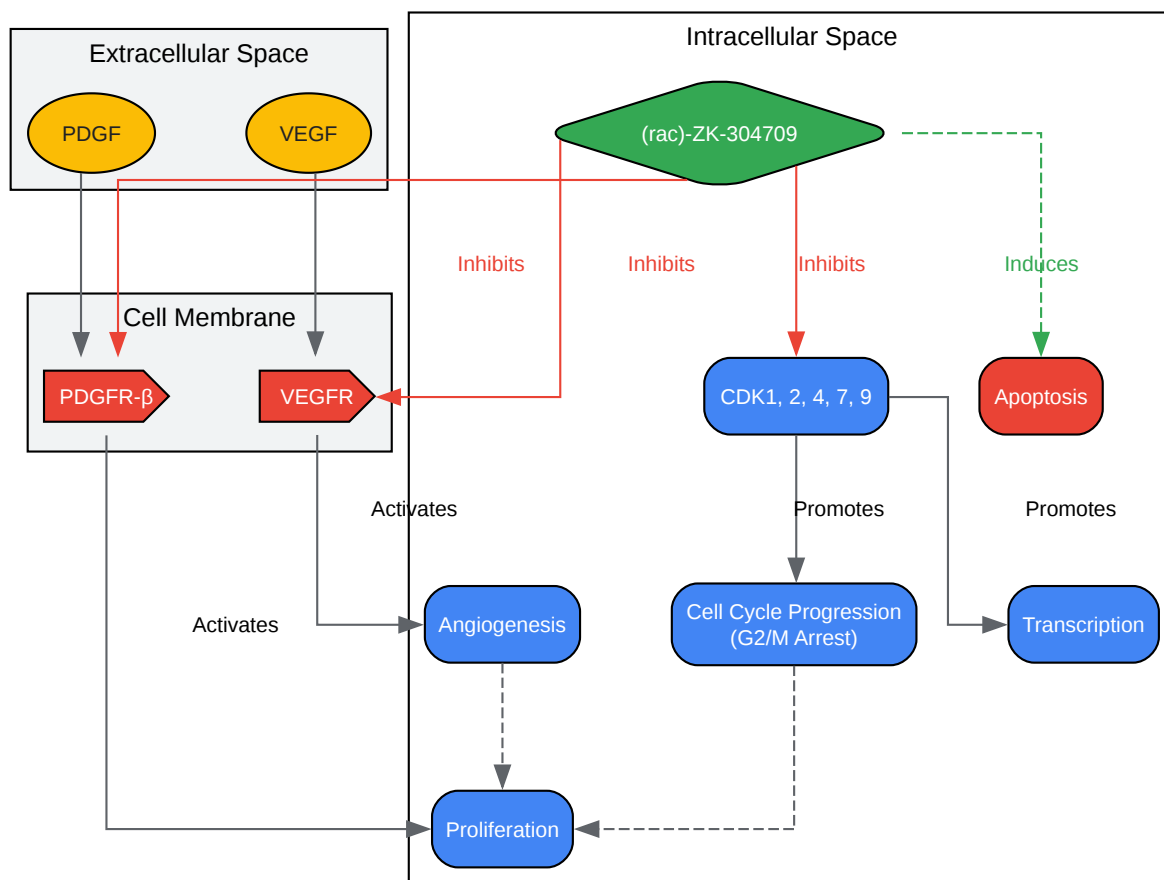 Extracellular Space
Intracellular Space
PDGF
VEGF
(rac)-ZK-304709
Inhibits
Inhibits
Inhibits
Induces
Cell Membrane
PDGFR-β
VEGFR
CDK1, 2, 4, 7, 9
Apoptosis
Activates
Promotes
Promotes
Activates
Angiogenesis
Cell Cycle Progression
(G2/M Arrest)
Transcription
Proliferation